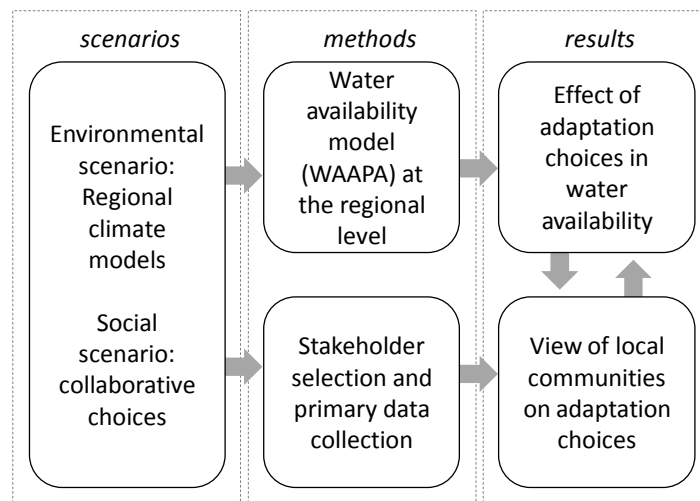 scenarios
Environmental
scenario:
Regional
climate
models
Social
scenario:
collaborative
choices
methods
Water
availability
model
(WAAPA) at
the regional
level
Stakeholder
selection and
primary data
collection
results
Effect of
adaptation
choices in
water
availability
View of local
communities
on adaptation
choices